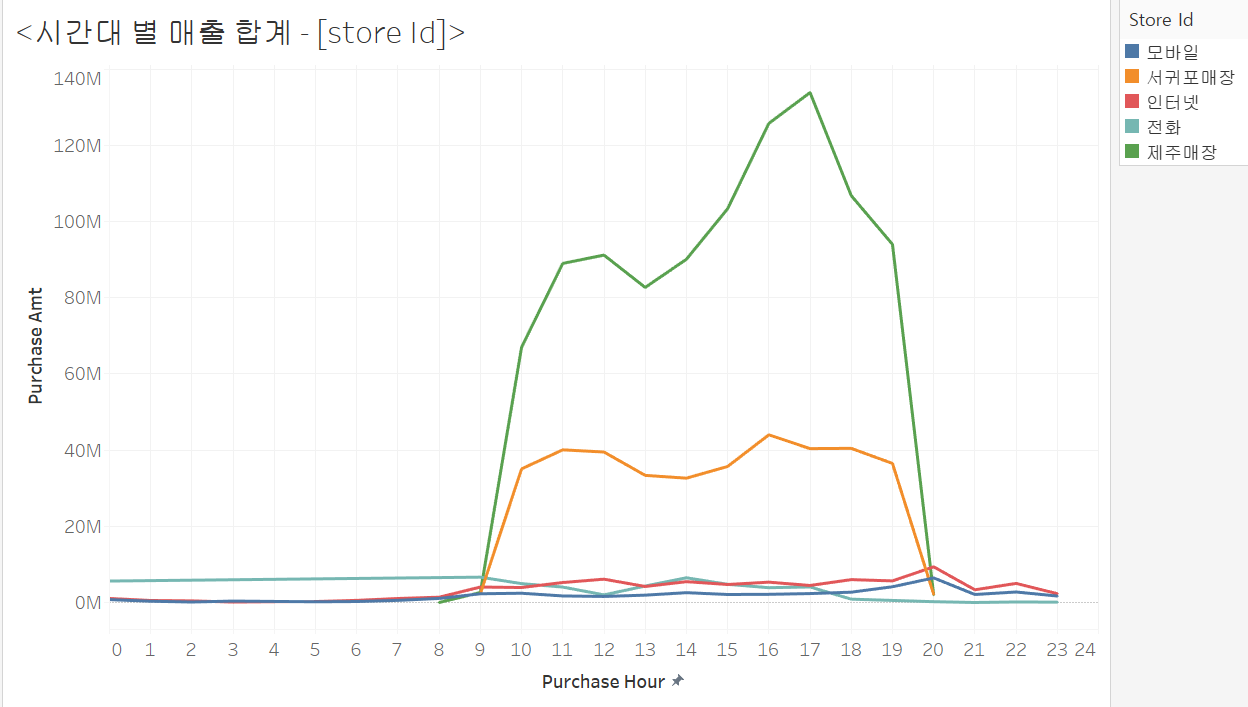 <시간대 별 매출 합계 - [store Id]>
Store Id
모바일
서귀포매장
인터넷
전화
제주매장
140M
120M
100M
80M
60M
40M
20M
0M
Purchase Amt
0 1 2 3 4 5 6 7 8 9 10 11 12 13 14 15 16 17 18 19 20 21 22 23 24
Purchase Hour